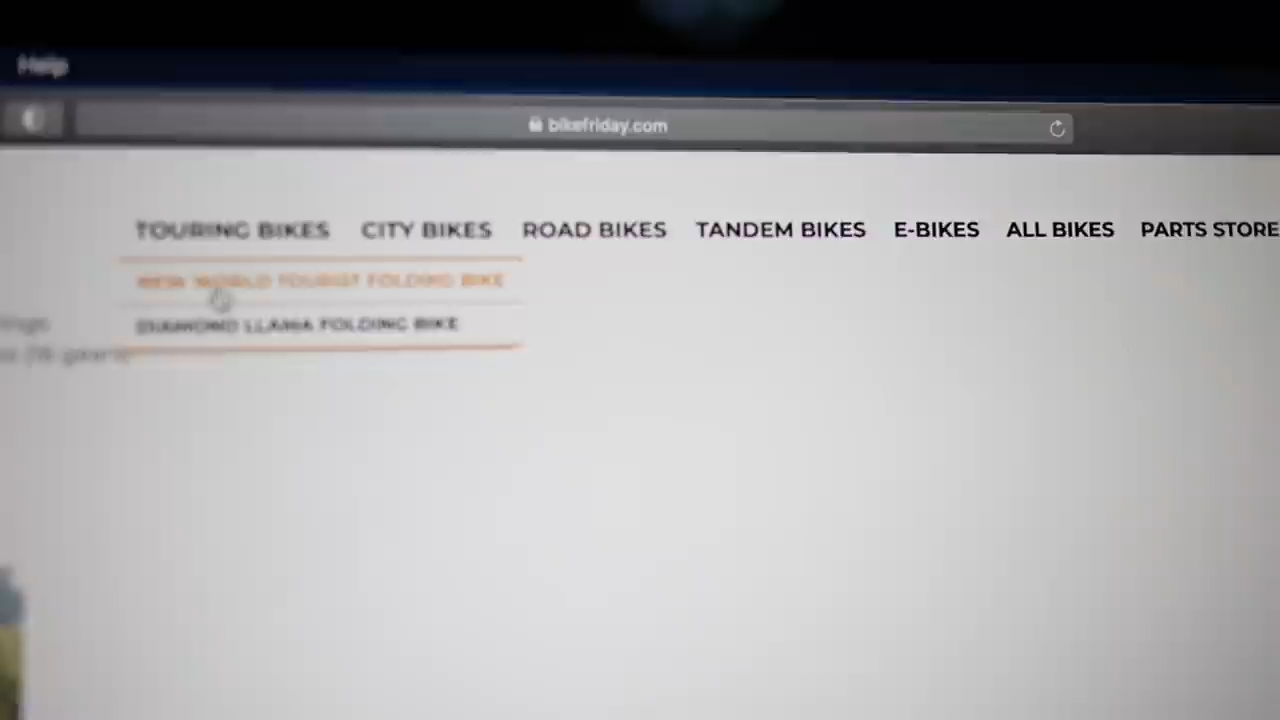 Help
bikefriday.com
TOURING BIKES CITY BIKES ROAD BIKES TANDEM BIKES E-BIKES ALL BIKES PARTS STORE
NEW WORLD TOURIST FOLDING BIKE
DIAMOND LLAMA FOLDING BIKE